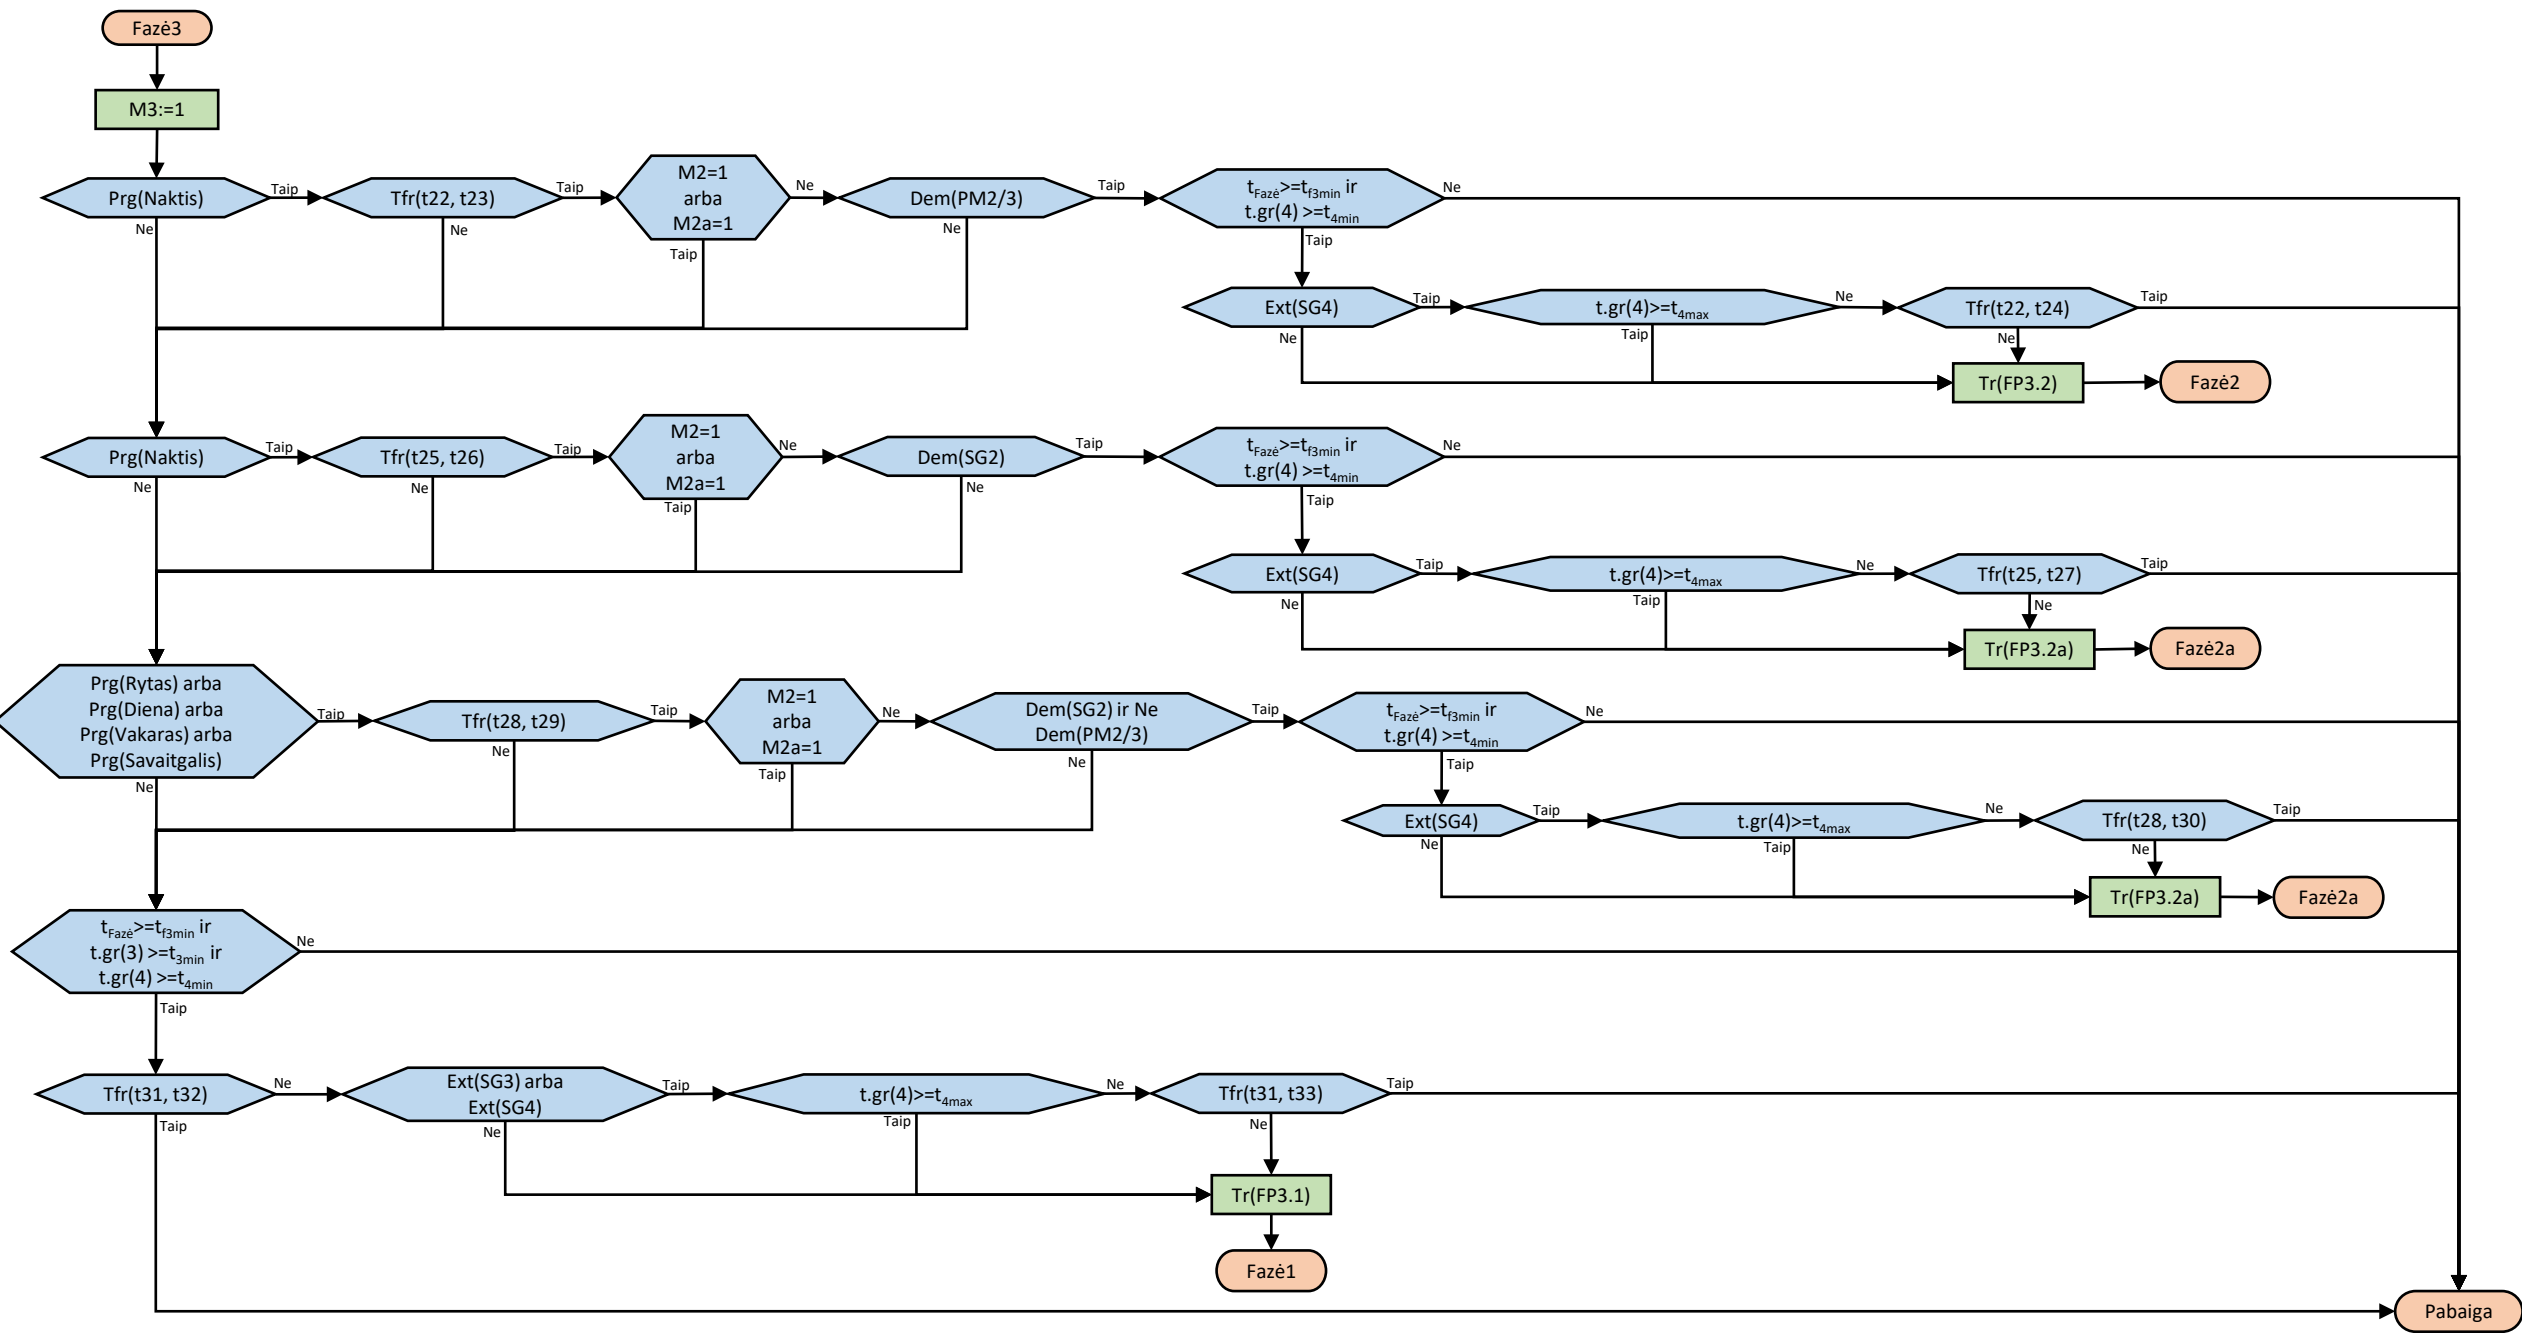 Fazė3
M3:=1
Prg(Naktis)
Taip
Ne
Tfr(t22, t23)
Taip
Ne
M2=1
arba
M2a=1
Ne
Taip
Dem(PM2/3)
Taip
Ne
tFazė>=tf3min ir
t.gr(4) >=t4min
Ne
Taip
Ext(SG4)
Taip
Ne
t.gr(4)>=t4max
Ne
Taip
Tfr(t22, t24)
Taip
Ne
Tr(FP3.2)
Fazė2
Prg(Naktis)
Taip
Ne
Tfr(t25, t26)
Taip
Ne
M2=1
arba
M2a=1
Ne
Taip
Dem(SG2)
Taip
Ne
tFazė>=tf3min ir
t.gr(4) >=t4min
Ne
Taip
Ext(SG4)
Taip
Ne
t.gr(4)>=t4max
Ne
Taip
Tfr(t25, t27)
Taip
Ne
Tr(FP3.2a)
Fazė2a
Prg(Rytas) arba
Prg(Diena) arba
Prg(Vakaras) arba
Prg(Savaitgalis)
Taip
Ne
Tfr(t28, t29)
Taip
Ne
M2=1
arba
M2a=1
Ne
Taip
Dem(SG2) ir Ne
Dem(PM2/3)
Taip
Ne
tFazė>=tf3min ir
t.gr(4) >=t4min
Ne
Taip
Ext(SG4)
Taip
Ne
t.gr(4)>=t4max
Ne
Taip
Tfr(t28, t30)
Taip
Ne
Tr(FP3.2a)
Fazė2a
tFazė>=tf3min ir
t.gr(3) >=t3min ir
t.gr(4) >=t4min
Ne
Taip
Tfr(t31, t32)
Ne
Taip
Ext(SG3) arba
Ext(SG4)
Taip
Ne
t.gr(4)>=t4max
Ne
Taip
Tfr(t31, t33)
Taip
Ne
Tr(FP3.1)
Fazė1
Pabaiga